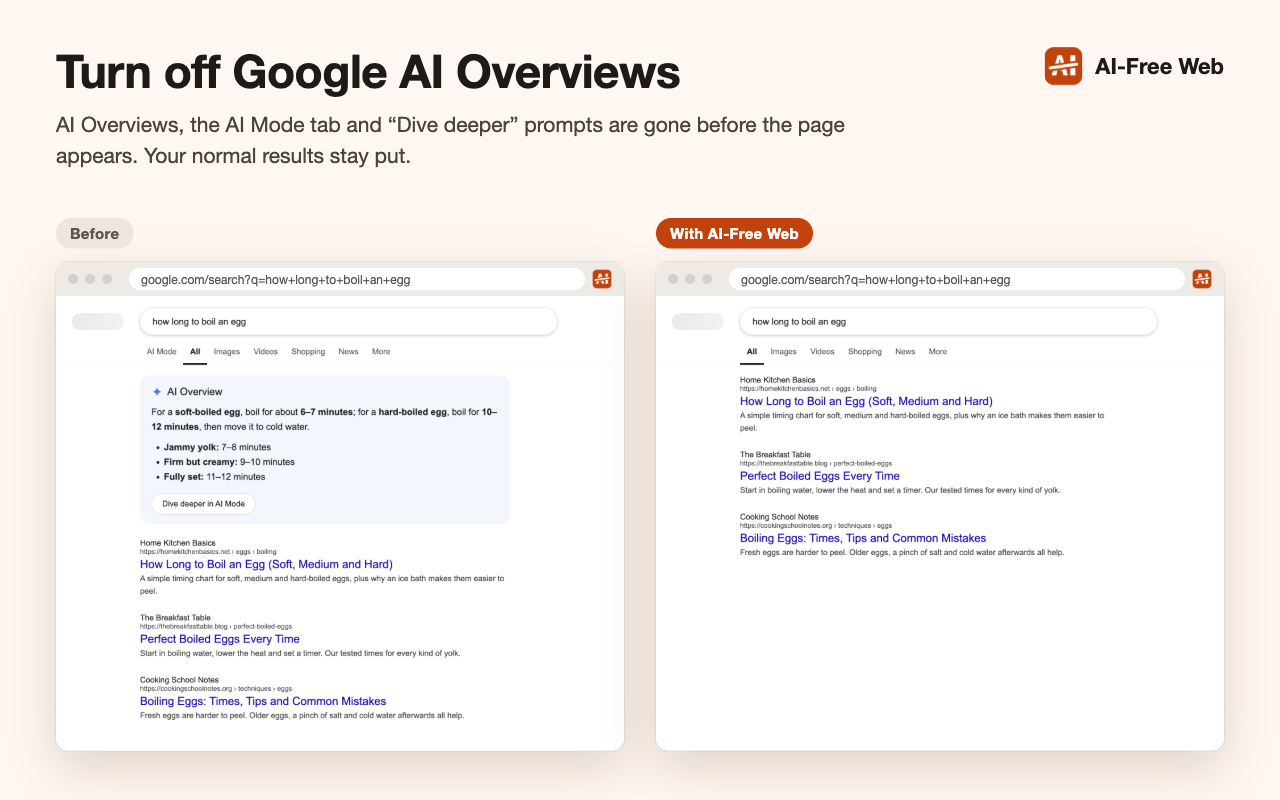 Turn off Google AI Overviews
AI-Free Web
AI Overviews, the AI Mode tab and “Dive deeper” prompts are gone before the page
appears. Your normal results stay put.
Before
google.com/search?q=how+long+to+boil+an+egg
how long to boil an egg
AI Mode All Images Videos Shopping News More
AI Overview
For a soft-boiled egg, boil for about 6–7 minutes; for a hard-boiled egg, boil for 10–
12 minutes, then move it to cold water.
• Jammy yolk: 7–8 minutes
• Firm but creamy: 9–10 minutes
• Fully set: 11–12 minutes
Dive deeper in AI Mode
Home Kitchen Basics
https://homekitchenbasics.net › eggs › boiling
How Long to Boil an Egg (Soft, Medium and Hard)
A simple timing chart for soft, medium and hard-boiled eggs, plus why an ice bath makes them easier to
peel.
The Breakfast Table
https://thebreakfasttable.blog › perfect-boiled-eggs
Perfect Boiled Eggs Every Time
Start in boiling water, lower the heat and set a timer. Our tested times for every kind of yolk.
Cooking School Notes
https://cookingschoolnotes.org › techniques › eggs
Boiling Eggs: Times, Tips and Common Mistakes
Fresh eggs are harder to peel. Older eggs, a pinch of salt and cold water afterwards all help.
With AI-Free Web
google.com/search?q=how+long+to+boil+an+egg
how long to boil an egg
All Images Videos Shopping News More
Home Kitchen Basics
https://homekitchenbasics.net › eggs › boiling
How Long to Boil an Egg (Soft, Medium and Hard)
A simple timing chart for soft, medium and hard-boiled eggs, plus why an ice bath makes them easier to
peel.
The Breakfast Table
https://thebreakfasttable.blog › perfect-boiled-eggs
Perfect Boiled Eggs Every Time
Start in boiling water, lower the heat and set a timer. Our tested times for every kind of yolk.
Cooking School Notes
https://cookingschoolnotes.org › techniques › eggs
Boiling Eggs: Times, Tips and Common Mistakes
Fresh eggs are harder to peel. Older eggs, a pinch of salt and cold water afterwards all help.